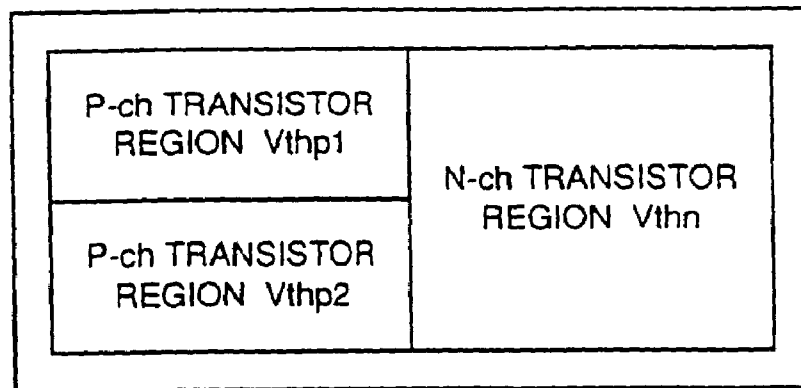 P-ch TRANSISTOR
REGION Vthp1
P-ch TRANSISTOR
REGION Vthp2
N-ch TRANSISTOR
REGION Vthn